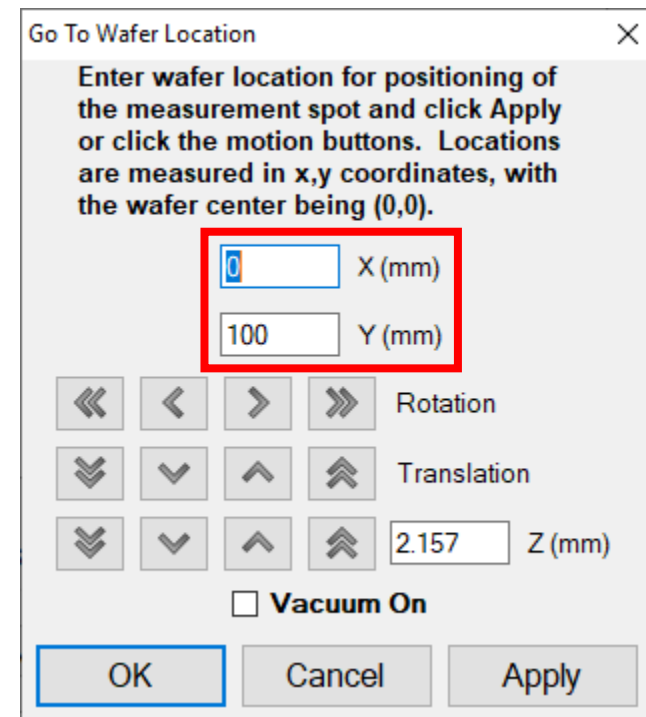 Go To Wafer Location
Enter wafer location for positioning of
the measurement spot and click Apply
or click the motion buttons.  Locations
are measured in x,y coordinates, with
the wafer center being (0,0).
0 X (mm)
100 Y (mm)
Rotation
Translation
2.157 Z (mm)
Vacuum On
OK Cancel Apply